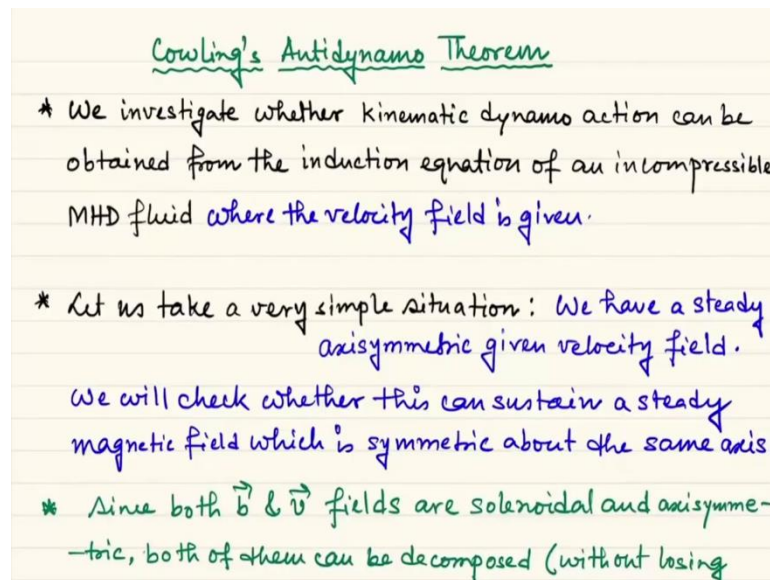 Cowling's Antidynamo Theorem
* We investigate whether kinematic dynamo action can be
obtained from the induction equation of an incompressible
MHD fluid where the velocity field is given.
* Let us take a very simple situation: We have a steady
axisymmetric given velocity field.
We will check whether this can sustain a steady
magnetic field which is symmetric about the same axis
* Since both b⃗ & v⃗ fields are solenoidal and axisymme-
-tric, both of them can be decomposed (without losing